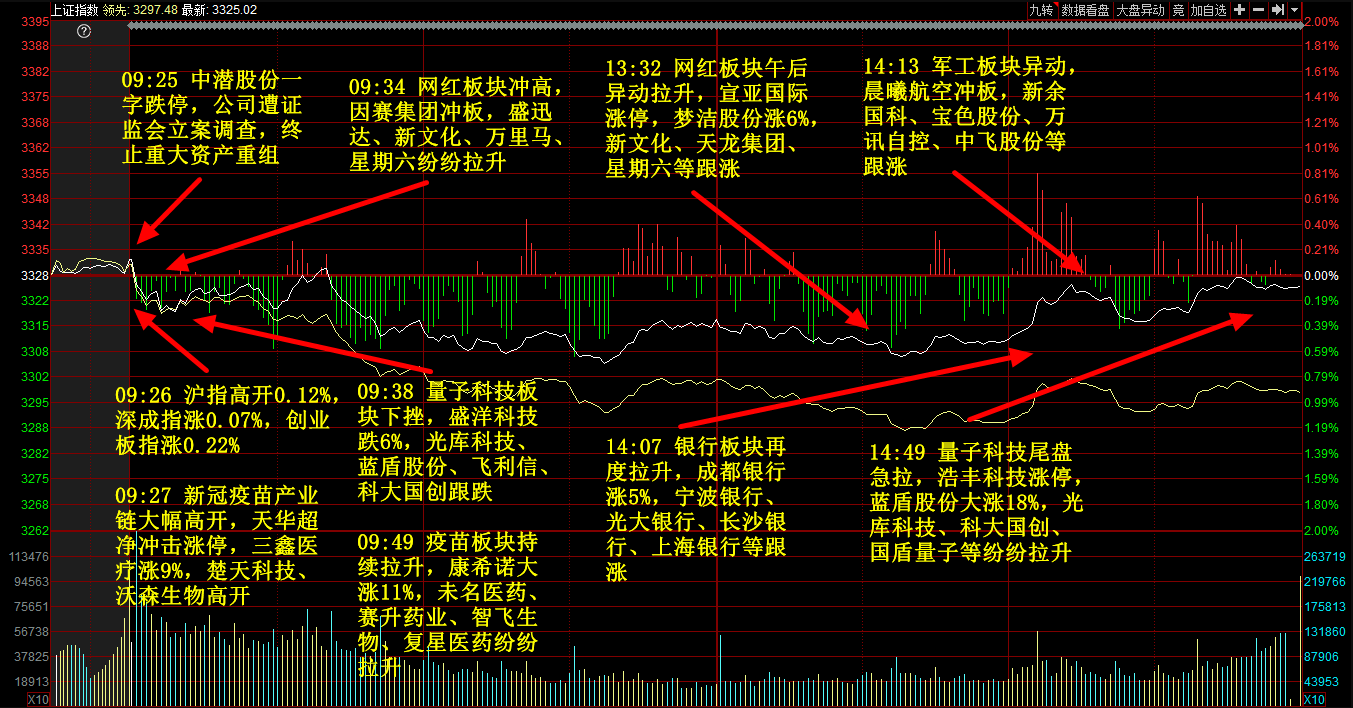 上证指数 领先: 3297.48 最新: 3325.02
九转 数据看盘 大盘异动 竞 加自选
3395 2.00%
3388 1.81%
3382 1.61%
3375 1.41%
3368 1.21%
3362 1.01%
3355 0.81%
3348 0.61%
3342 0.40%
3335 0.21%
3328 0.00%
3322 0.19%
3315 0.39%
3308 0.59%
3302 0.79%
3295 0.99%
3288 1.19%
3282 1.39%
3275 1.59%
3268 1.80%
3262 2.00%
113476 263719
94563 219766
75651 175813
56738 131860
37825 87906
18913 43953
X10 X10
09:25 中潜股份一
字跌停，公司遭证
监会立案调查，终
止重大资产重组
09:34 网红板块冲高，
因赛集团冲板，盛迅
达、新文化、万里马、
星期六纷纷拉升
13:32 网红板块午后
异动拉升，宣亚国际
涨停，梦洁股份涨6%，
新文化、天龙集团、
星期六等跟涨
14:13 军工板块异动，
晨曦航空冲板，新余
国科、宝色股份、万
讯自控、中飞股份等
跟涨
09:26 沪指高开0.12%，
深成指涨0.07%，创业
板指涨0.22%
09:27 新冠疫苗产业
链大幅高开，天华超
净冲击涨停，三鑫医
疗涨9%，楚天科技、
沃森生物高开
09:38 量子科技板
块下挫，盛洋科技
跌6%，光库科技、
蓝盾股份、飞利信、
科大国创跟跌
09:49 疫苗板块持
续拉升，康希诺大
涨11%，未名医药、
赛升药业、智飞生
物、复星医药纷纷
拉升
14:07 银行板块再
度拉升，成都银行
涨5%，宁波银行、
光大银行、长沙银
行、上海银行等跟
涨
14:49 量子科技尾盘
急拉，浩丰科技涨停，
蓝盾股份大涨18%，光
库科技、科大国创、
国盾量子等纷纷拉升